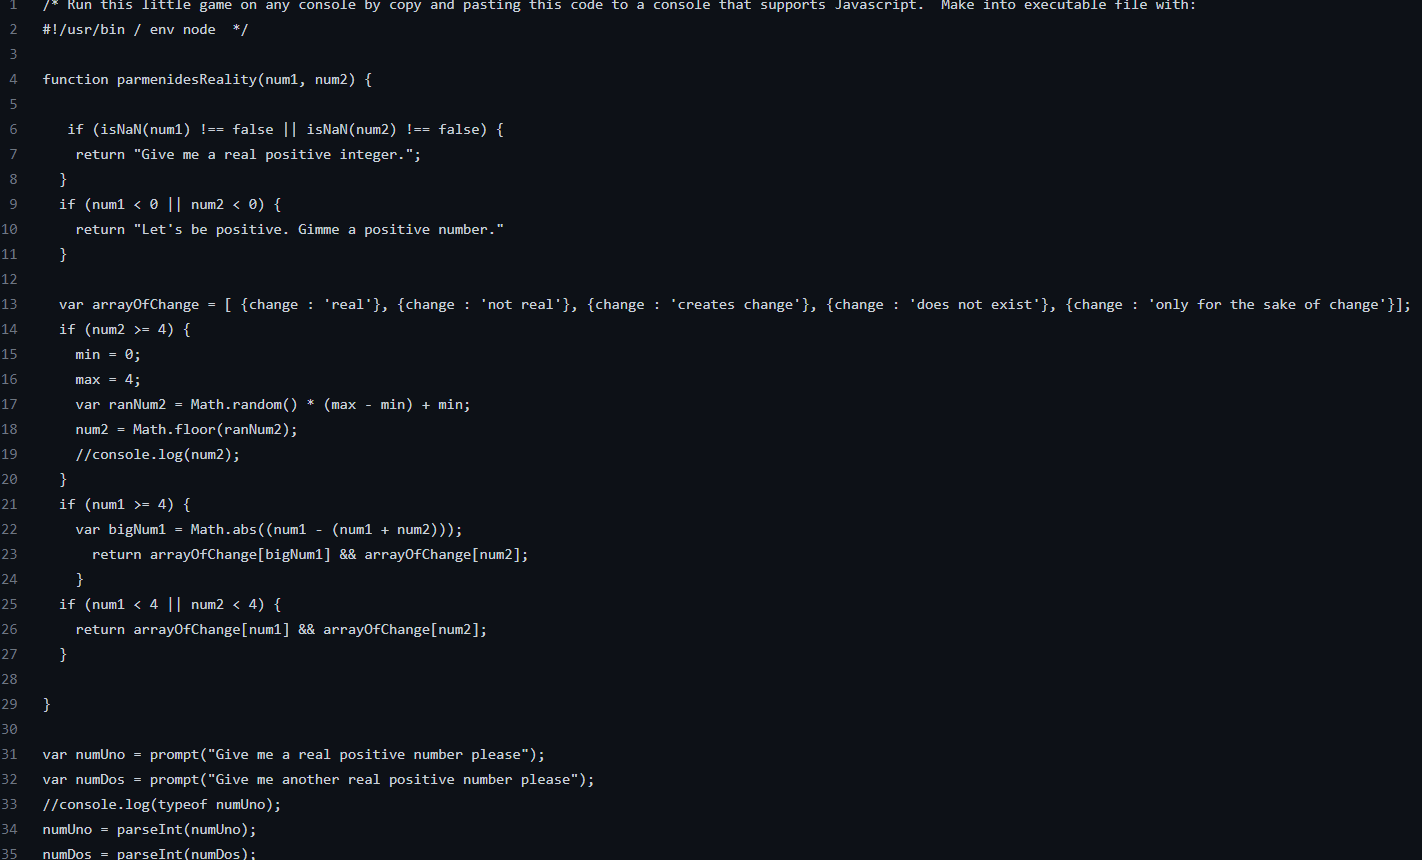 1 /* Run this little game on any console by copy and pasting this code to a console that supports Javascript.  Make into executable file with:
2 #!/usr/bin / env node  */
3
4 function parmenidesReality(num1, num2) {
5
6    if (isNaN(num1) !== false || isNaN(num2) !== false) {
7     return "Give me a real positive integer.";
8   }
9   if (num1 < 0 || num2 < 0) {
10     return "Let's be positive. Gimme a positive number."
11   }
12
13   var arrayOfChange = [ {change : 'real'}, {change : 'not real'}, {change : 'creates change'}, {change : 'does not exist'}, {change : 'only for the sake of change'}];
14   if (num2 >= 4) {
15     min = 0;
16     max = 4;
17     var ranNum2 = Math.random() * (max - min) + min;
18     num2 = Math.floor(ranNum2);
19     //console.log(num2);
20   }
21   if (num1 >= 4) {
22     var bigNum1 = Math.abs((num1 - (num1 + num2)));
23       return arrayOfChange[bigNum1] && arrayOfChange[num2];
24     }
25   if (num1 < 4 || num2 < 4) {
26     return arrayOfChange[num1] && arrayOfChange[num2];
27   }
28
29 }
30
31 var numUno = prompt("Give me a real positive number please");
32 var numDos = prompt("Give me another real positive number please");
33 //console.log(typeof numUno);
34 numUno = parseInt(numUno);
35 numDos = parseInt(numDos);